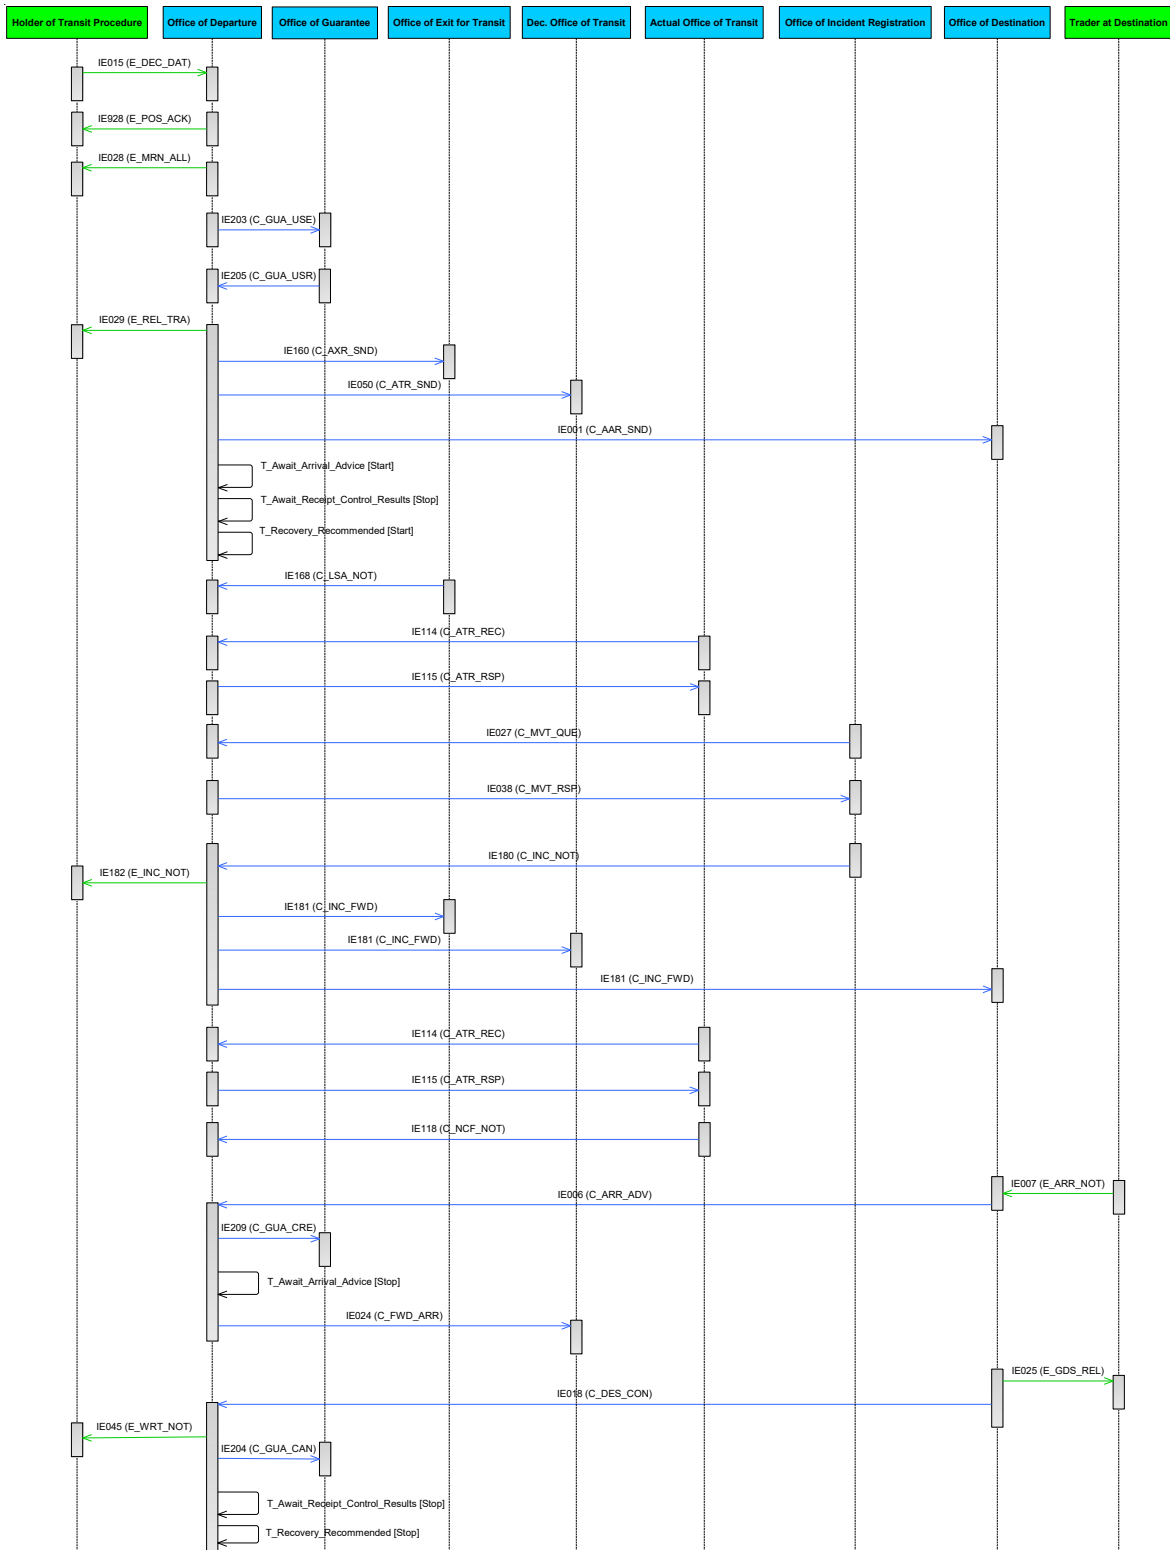 Holder of Transit Procedure
Office of Departure
Office of Guarantee
Office of Exit for Transit
Dec. Office of Transit
Actual Office of Transit
Office of Incident Registration
Office of Destination
Trader at Destination
IE015 (E_DEC_DAT)
IE928 (E_POS_ACK)
IE028 (E_MRN_ALL)
IE203 (C_GUA_USE)
IE205 (C_GUA_USR)
IE029 (E_REL_TRA)
IE160 (C_AXR_SND)
IE050 (C_ATR_SND)
IE001 (C_AAR_SND)
T_Await_Arrival_Advice [Start]
T_Await_Receipt_Control_Results [Stop]
T_Recovery_Recommended [Start]
IE168 (C_LSA_NOT)
IE114 (C_ATR_REC)
IE115 (C_ATR_RSP)
IE027 (C_MVT_QUE)
IE038 (C_MVT_RSP)
IE180 (C_INC_NOT)
IE182 (E_INC_NOT)
IE181 (C_INC_FWD)
IE181 (C_INC_FWD)
IE181 (C_INC_FWD)
IE114 (C_ATR_REC)
IE115 (C_ATR_RSP)
IE118 (C_NCF_NOT)
IE007 (E_ARR_NOT)
IE006 (C_ARR_ADV)
IE209 (C_GUA_CRE)
T_Await_Arrival_Advice [Stop]
IE024 (C_FWD_ARR)
IE025 (E_GDS_REL)
IE018 (C_DES_CON)
IE045 (E_WRT_NOT)
IE204 (C_GUA_CAN)
T_Await_Receipt_Control_Results [Stop]
T_Recovery_Recommended [Stop]